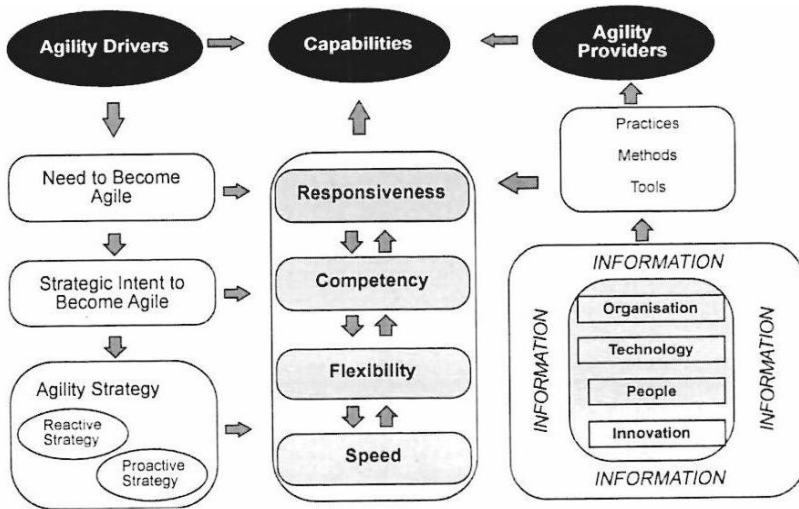 Agility Drivers
Capabilities
Agility
Providers
Need to Become
Agile
Strategic Intent to
Become Agile
Agility Strategy
Reactive
Strategy
Proactive
Strategy
Responsiveness
Competency
Flexibility
Speed
Practices
Methods
Tools
INFORMATION
INFORMATION
Organisation
Technology
People
Innovation
INFORMATION
INFORMATION